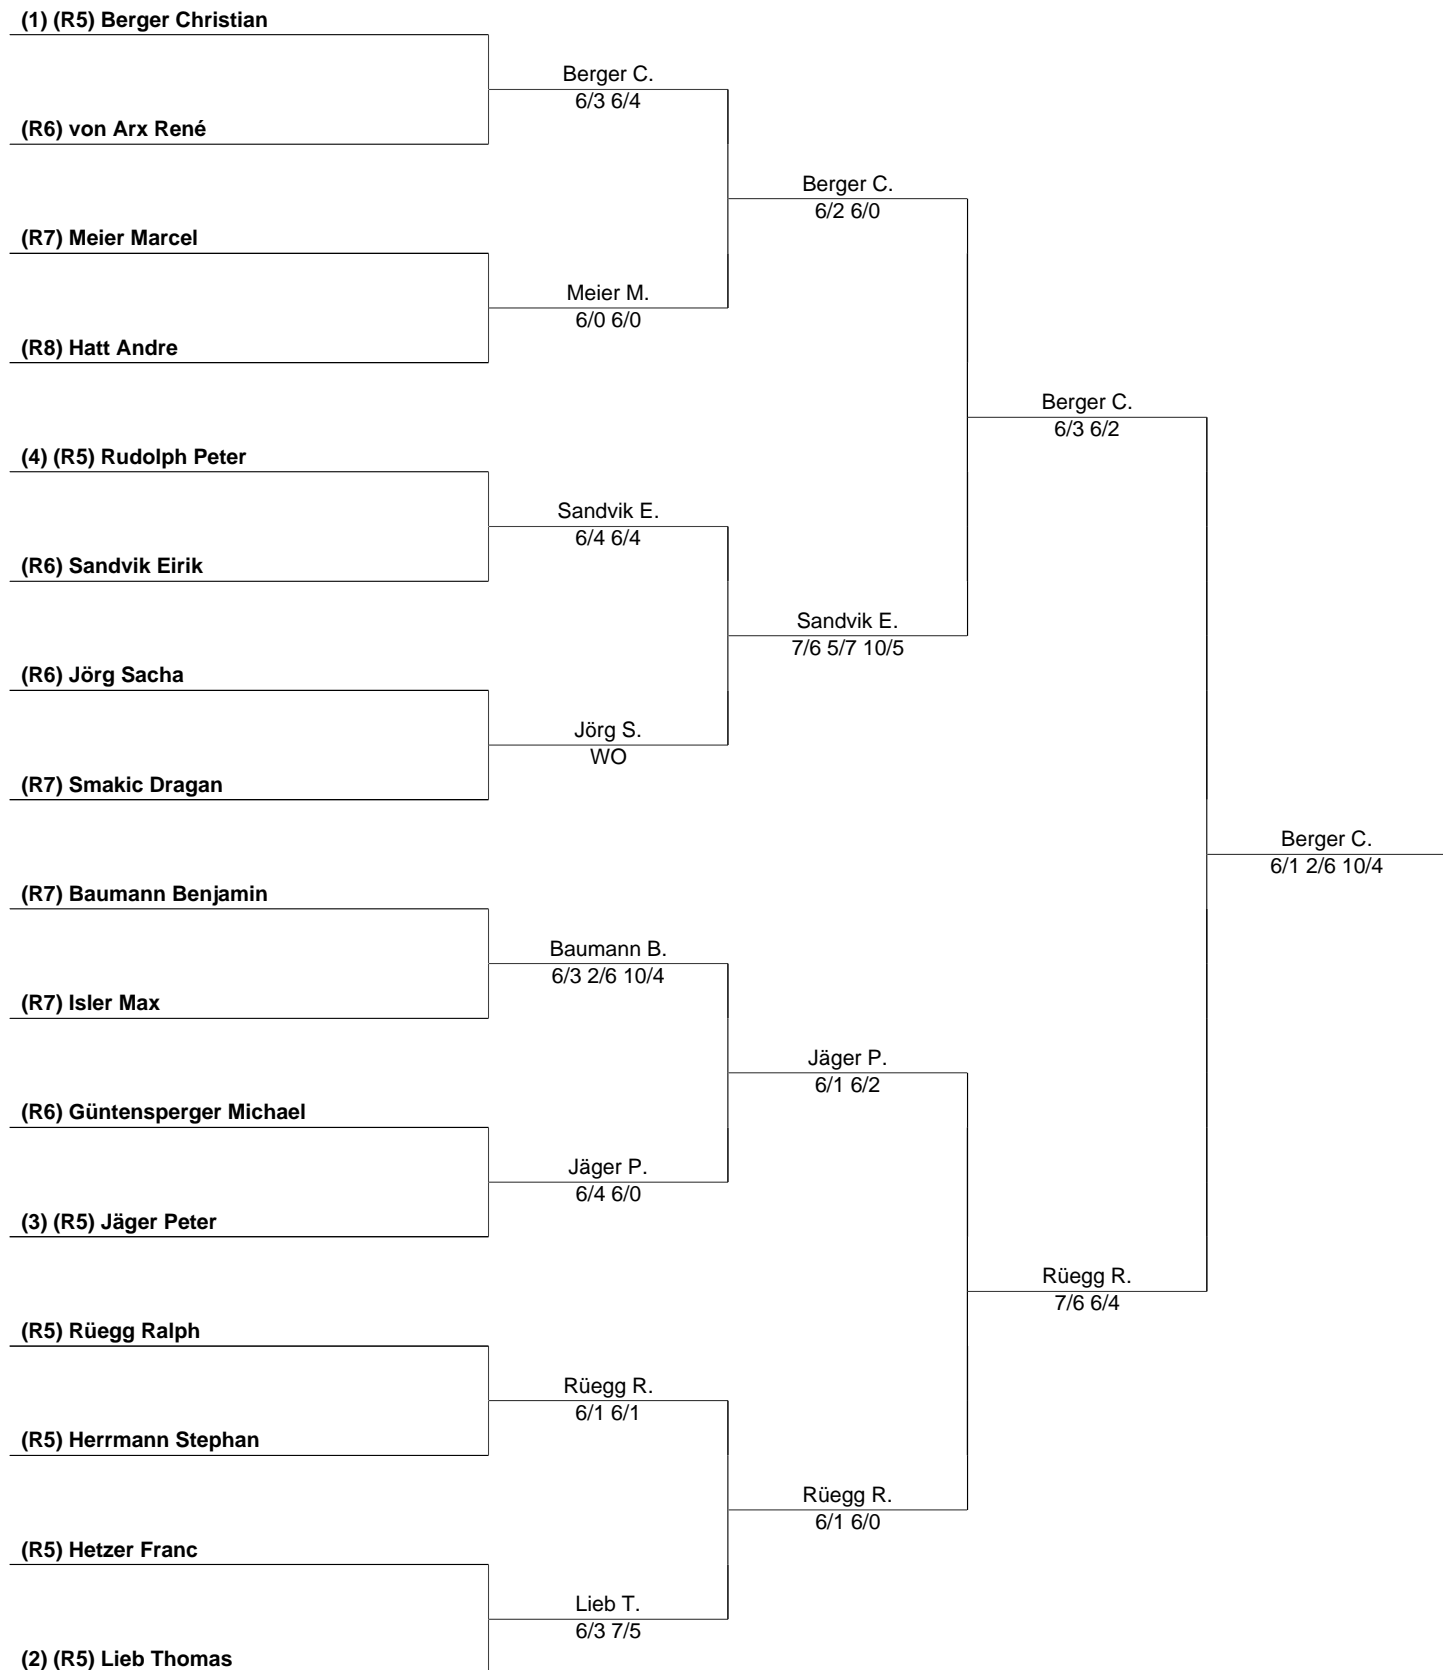 (1) (R5) Berger Christian
Berger C.
6/3 6/4
(R6) von Arx René
Berger C.
6/2 6/0
(R7) Meier Marcel
Meier M.
6/0 6/0
(R8) Hatt Andre
Berger C.
6/3 6/2
(4) (R5) Rudolph Peter
Sandvik E.
6/4 6/4
(R6) Sandvik Eirik
Sandvik E.
7/6 5/7 10/5
(R6) Jörg Sacha
Jörg S.
WO
(R7) Smakic Dragan
Berger C.
6/1 2/6 10/4
(R7) Baumann Benjamin
Baumann B.
6/3 2/6 10/4
(R7) Isler Max
Jäger P.
6/1 6/2
(R6) Güntensperger Michael
Jäger P.
6/4 6/0
(3) (R5) Jäger Peter
Rüegg R.
7/6 6/4
(R5) Rüegg Ralph
Rüegg R.
6/1 6/1
(R5) Herrmann Stephan
Rüegg R.
6/1 6/0
(R5) Hetzer Franc
Lieb T.
6/3 7/5
(2) (R5) Lieb Thomas